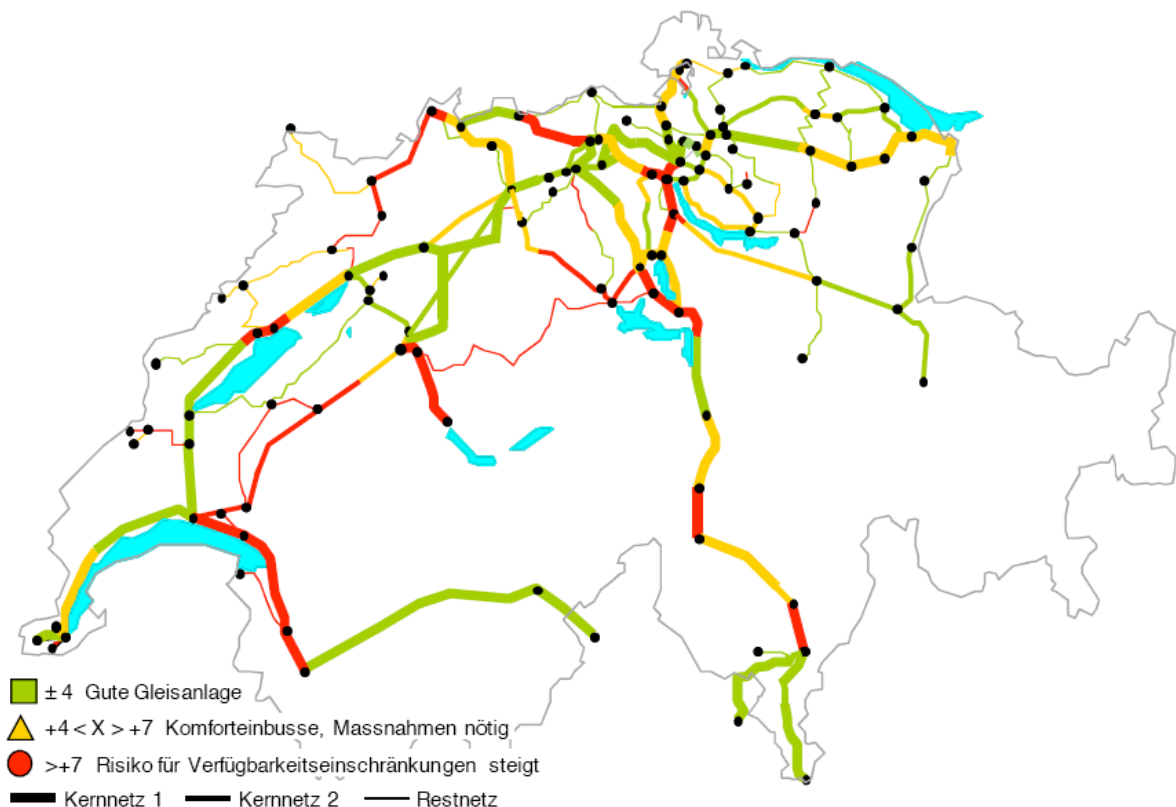 ± 4 Gute Gleisanlage
+4 < X > +7 Komforteinbusse, Massnahmen nötig
>+7 Risiko für Verfügbarkeitseinschränkungen steigt
Kernnetz 1 Kernnetz 2 Restnetz